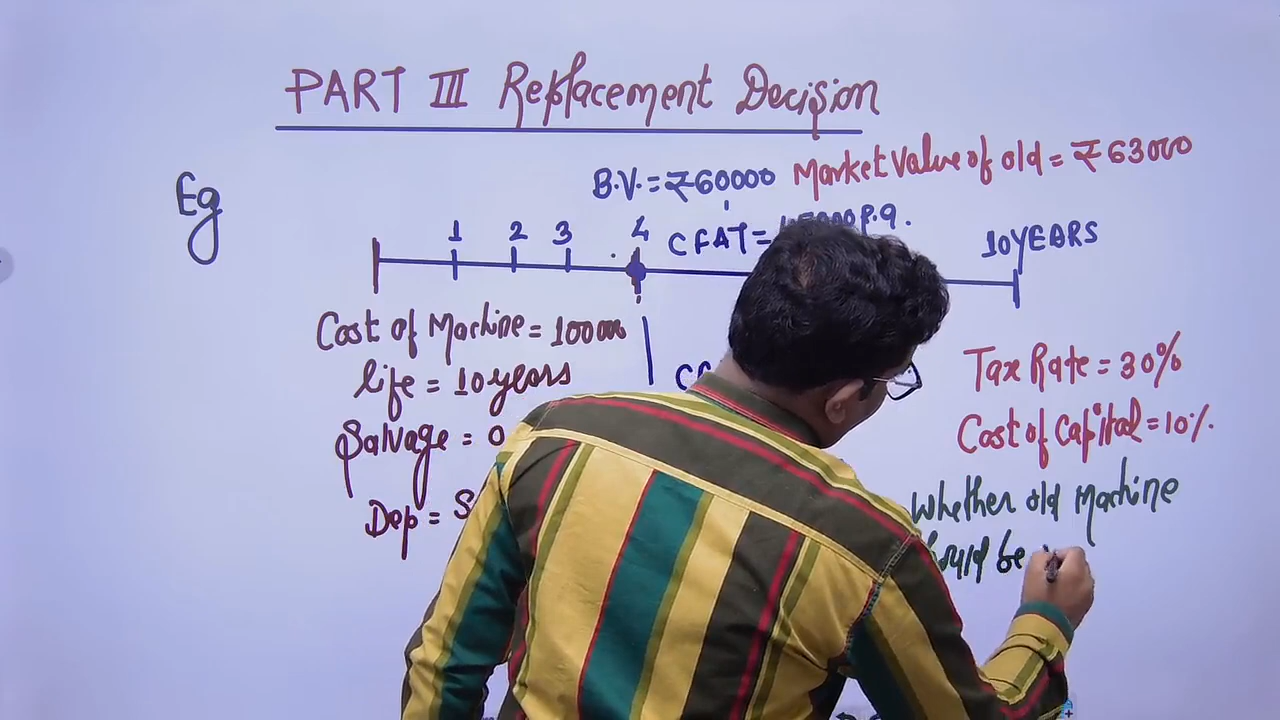 PART III Replacement Decision
Eg
B.V. = ₹60000 Market Value of old = ₹63000
1 2 3 4 CFAT = p.a. 10 YEARS
Cost of Machine = 100000
life = 10 years
Salvage = 0
Dep = S
Tax Rate = 30%
Cost of Capital = 10%.
Whether old Machine
be